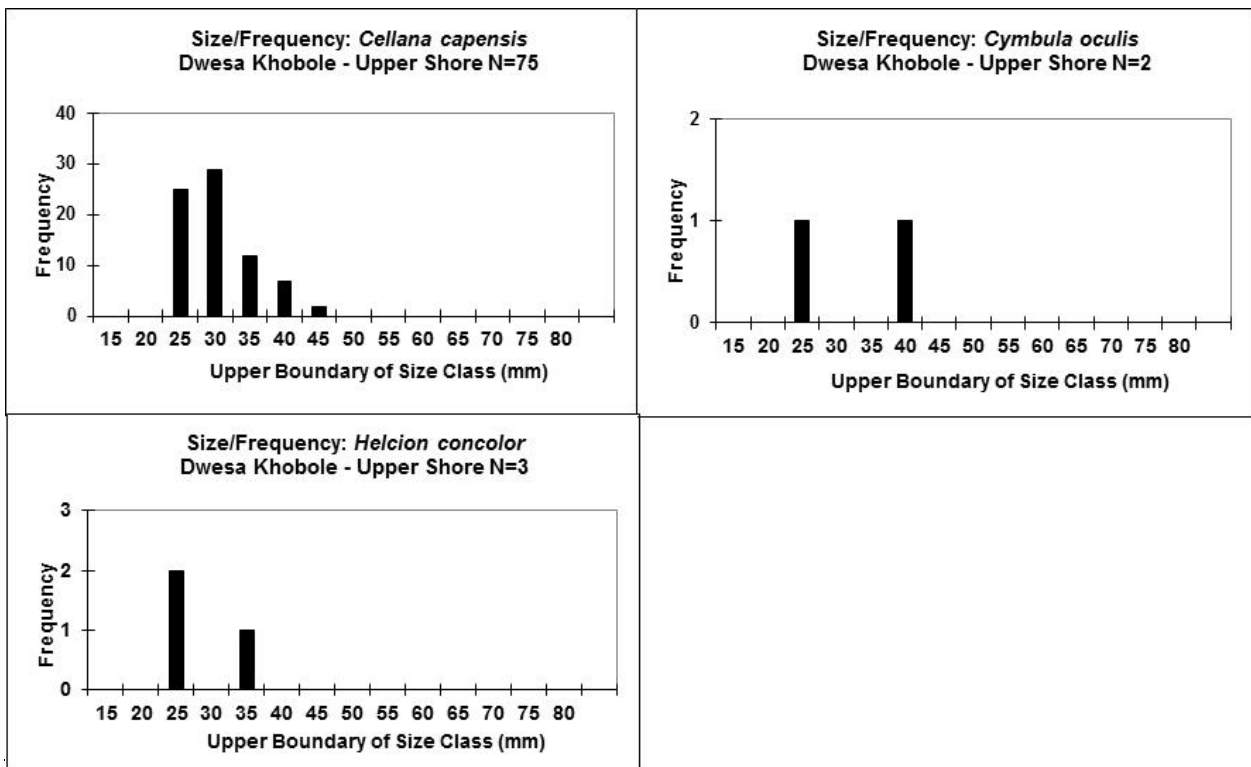 Size/Frequency: Cellana capensis
Dwesa Khobole - Upper Shore N=75
Frequency
40
30
20
10
0
15 20 25 30 35 40 45 50 55 60 65 70 75 80
Upper Boundary of Size Class (mm)
Size/Frequency: Cymbula oculis
Dwesa Khobole - Upper Shore N=2
Frequency
2
1
0
15 20 25 30 35 40 45 50 55 60 65 70 75 80
Upper Boundary of Size Class (mm)
Size/Frequency: Helcion concolor
Dwesa Khobole - Upper Shore N=3
Frequency
3
2
1
0
15 20 25 30 35 40 45 50 55 60 65 70 75 80
Upper Boundary of Size Class (mm)